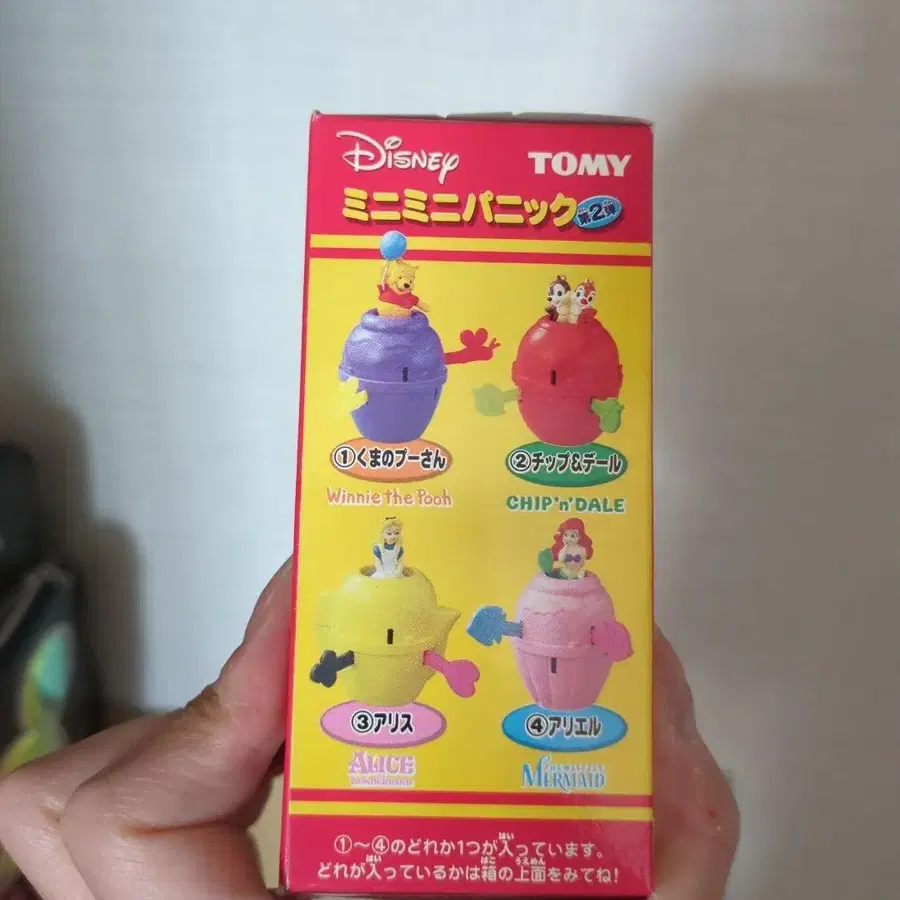 Disney TOMY
ミニミニパニック 第2弾
①くまのプーさん ②チップ&デール
Winnie the Pooh CHIP'n'DALE
③アリス ④アリエル
ALICE IN WONDERLAND THE LITTLE MERMAID
①〜④のどれか1つが入っています。
どれが入っているかは箱の上面をみてね!